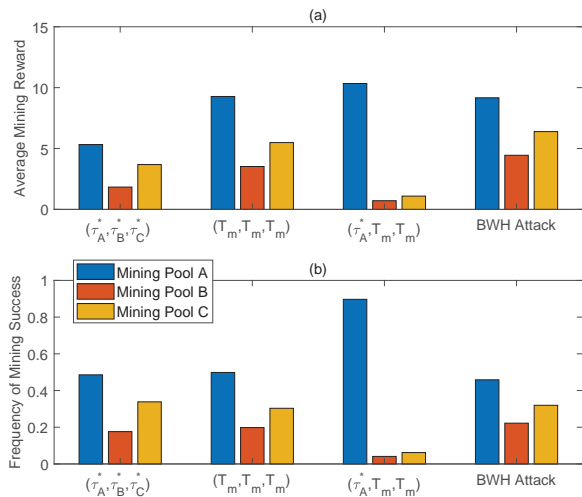 (a)
15
10
5
0
Average Mining Reward
(τ*A,τ*B,τ*C)
(Tm,Tm,Tm)
(τ*A,Tm,Tm)
BWH Attack
(b)
Mining Pool A
Mining Pool B
Mining Pool C
1
0.8
0.6
0.4
0.2
0
Frequency of Mining Success
(τ*A,τ*B,τ*C)
(Tm,Tm,Tm)
(τ*A,Tm,Tm)
BWH Attack